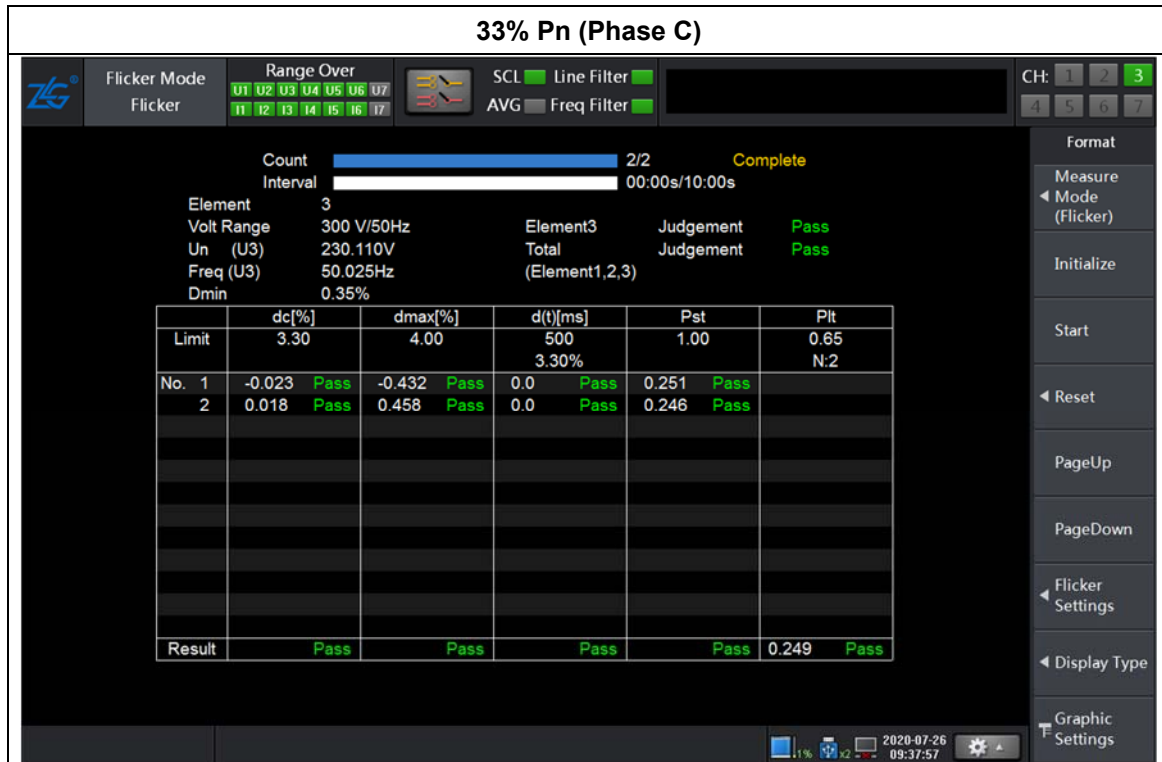 33% Pn (Phase C)
ZLG® Flicker Mode Flicker
Range Over
U1 U2 U3 U4 U5 U6 U7
I1 I2 I3 I4 I5 I6 I7
SCL Line Filter
AVG Freq Filter
CH: 1 2 3
4 5 6 7
Count 2/2 Complete
Interval 00:00s/10:00s
Element 3
Volt Range 300 V/50Hz Element3 Judgement Pass
Un (U3) 230.110V Total Judgement Pass
Freq (U3) 50.025Hz (Element1,2,3)
Dmin 0.35%
dc[%] dmax[%] d(t)[ms] Pst Plt
Limit 3.30 4.00 500 1.00 0.65
3.30% N:2
No. 1 -0.023 Pass -0.432 Pass 0.0 Pass 0.251 Pass
2 0.018 Pass 0.458 Pass 0.0 Pass 0.246 Pass
Result Pass Pass Pass Pass 0.249 Pass
Format
Measure
Mode
(Flicker)
Initialize
Start
Reset
PageUp
PageDown
Flicker
Settings
Display Type
Graphic
Settings
1% x2 2020-07-26
09:37:57